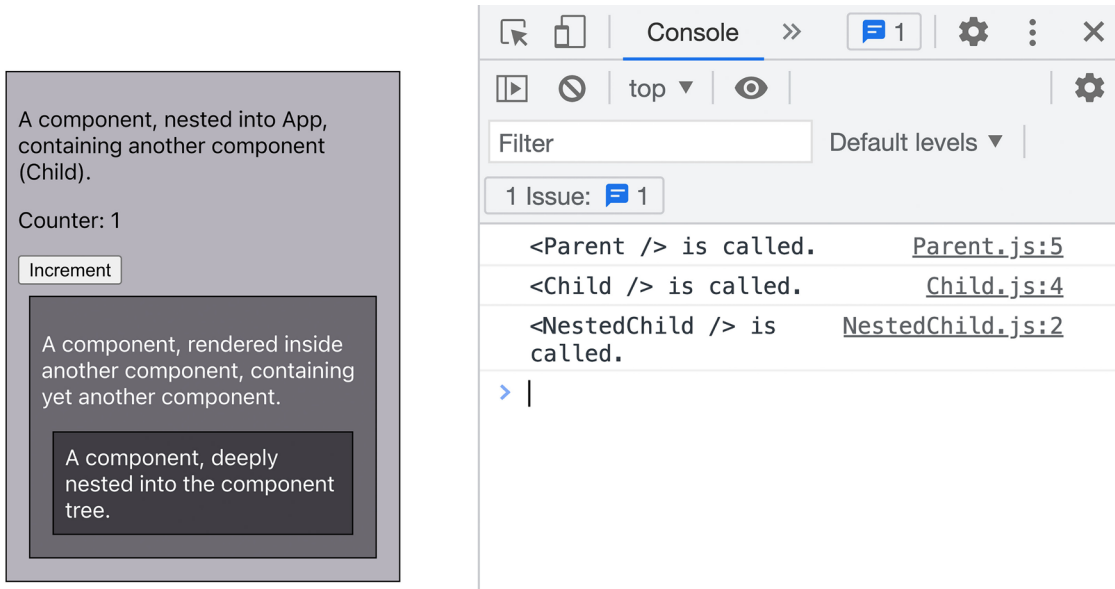 A component, nested into App,
containing another component
(Child).
Counter: 1
Increment
A component, rendered inside
another component, containing
yet another component.
A component, deeply
nested into the component
tree.
Console
1
top
Filter
Default levels
1 Issue: 1
<Parent /> is called. Parent.js:5
<Child /> is called. Child.js:4
<NestedChild /> is NestedChild.js:2
called.